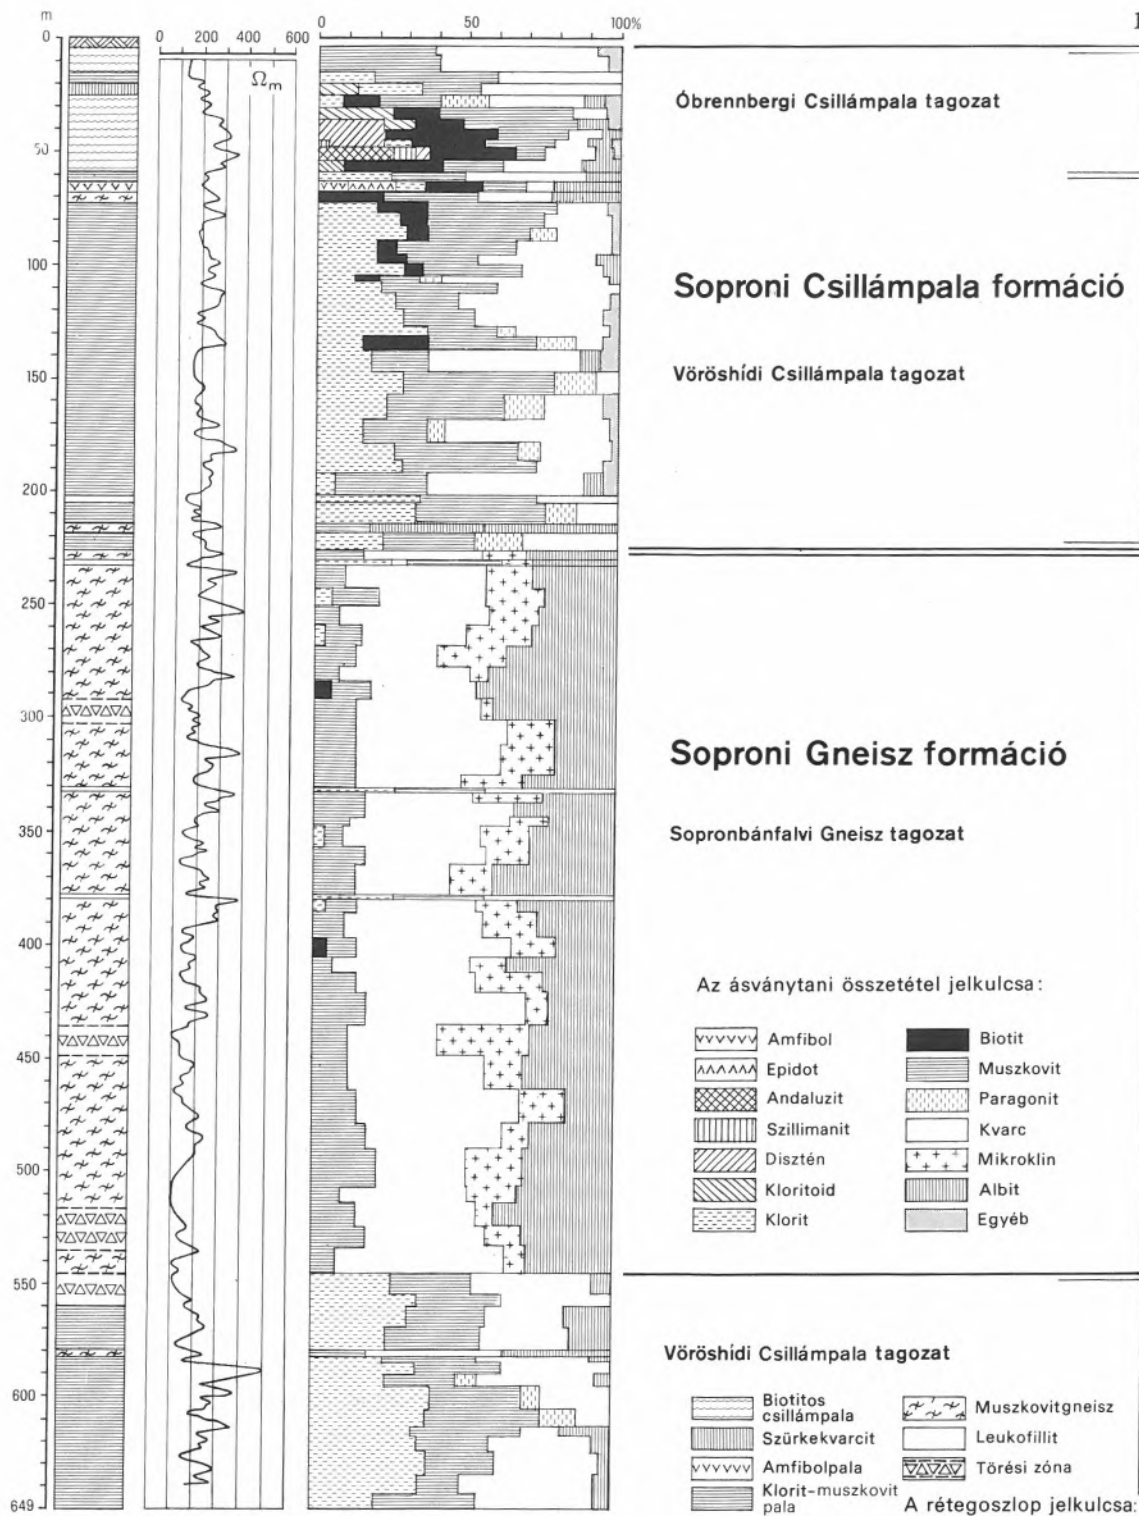 m
0
50
100
150
200
250
300
350
400
450
500
550
600
649
0 200 400 600
Ωm
0 50 100%
1
Óbrennbergi Csillámpala tagozat
Soproni Csillámpala formáció
Vöröshídi Csillámpala tagozat
Soproni Gneisz formáció
Sopronbánfalvi Gneisz tagozat
Az ásványtani összetétel jelkulcsa:
Amfibol
Epidot
Andaluzit
Szillimanit
Disztén
Kloritoid
Klorit
Biotit
Muszkovit
Paragonit
Kvarc
Mikroklin
Albit
Egyéb
Vöröshídi Csillámpala tagozat
Biotitos
csillámpala
Szürkekvarcit
Amfibolpala
Klorit-muszkovit
pala
Muszkovitgneisz
Leukofillit
Törési zóna
A rétegoszlop jelkulcsa: